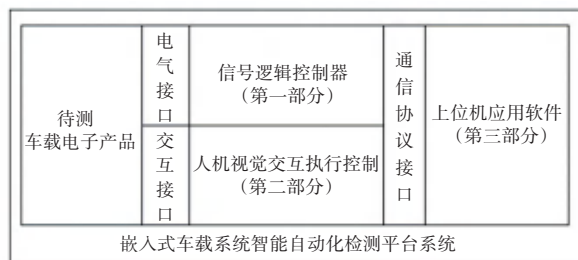 待测
车载电子产品
电气接口
交互接口
信号逻辑控制器
(第一部分)
人机视觉交互执行控制
(第二部分)
通信协议接口
上位机应用软件
(第三部分)
嵌入式车载系统智能自动化检测平台系统